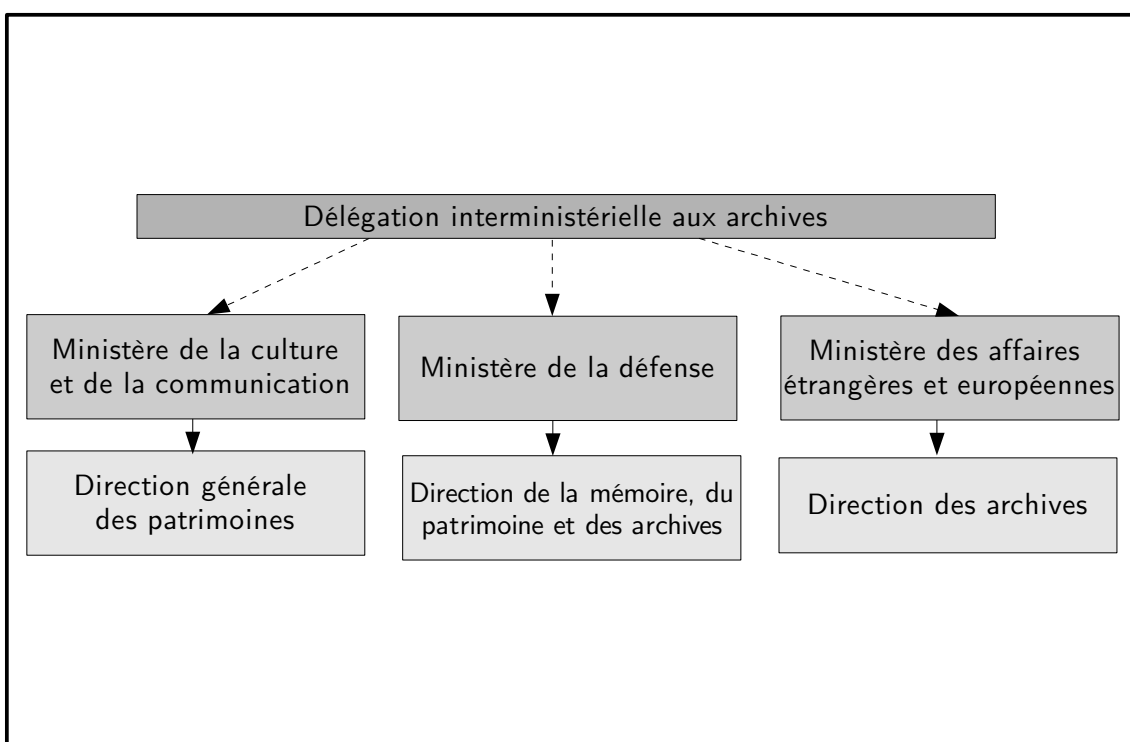 Délégation interministérielle aux archives
Ministère de la culture
et de la communication
Ministère de la défense
Ministère des affaires
étrangères et européennes
Direction générale
des patrimoines
Direction de la mémoire, du
patrimoine et des archives
Direction des archives